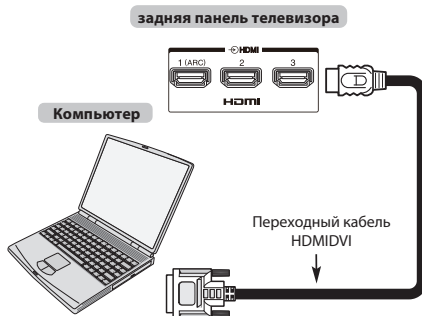 задняя панель телевизора
HDMI
1 (ARC) 2 3
HDMI
Компьютер
Переходный кабель
HDMIDVI